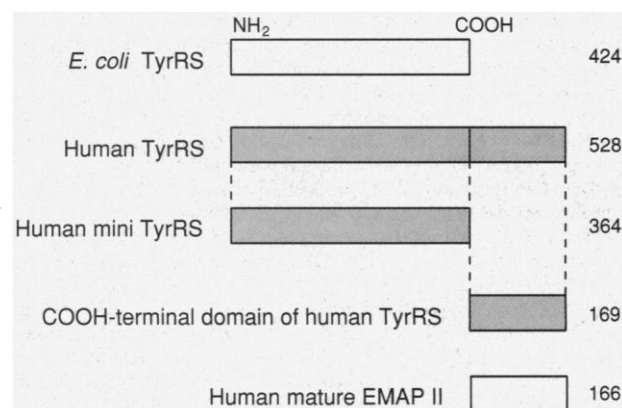 NH₂ COOH
E. coli TyrRS 424
Human TyrRS 528
Human mini TyrRS 364
COOH-terminal domain of human TyrRS 169
Human mature EMAP II 166